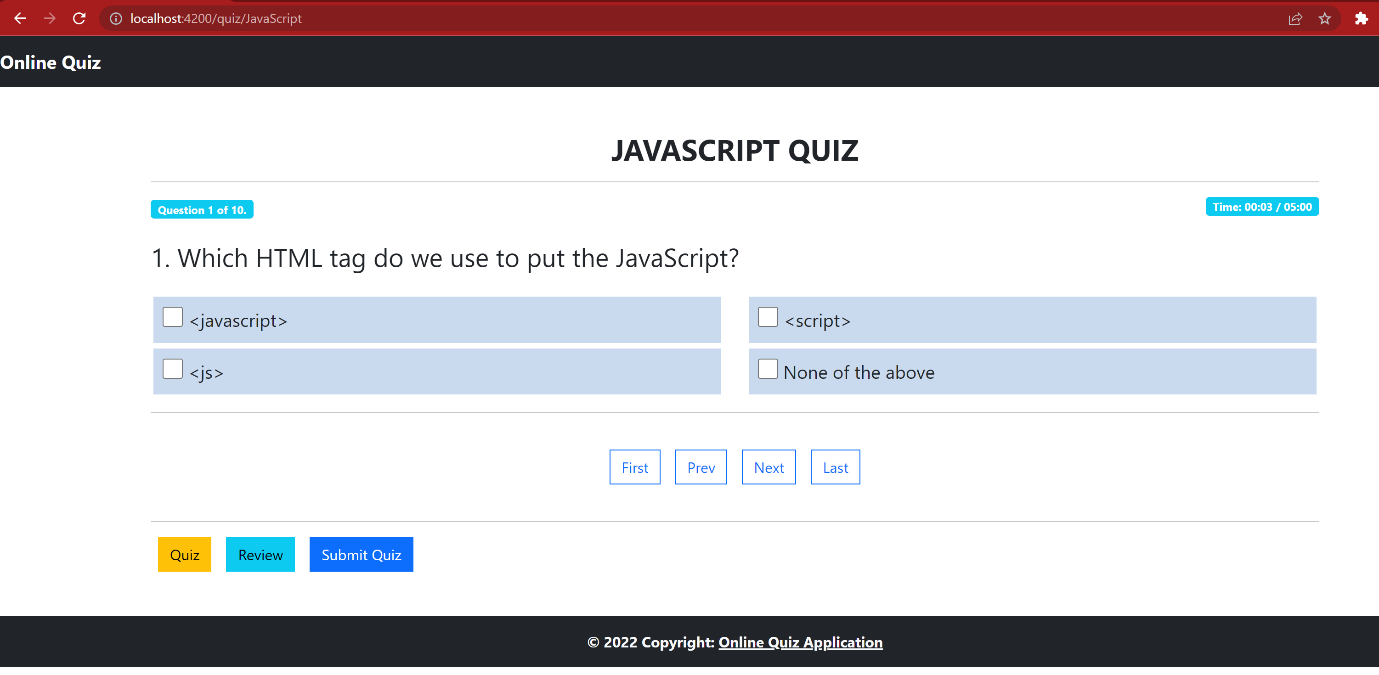 localhost:4200/quiz/JavaScript
Online Quiz
JAVASCRIPT QUIZ
Question 1 of 10.
Time: 00:03 / 05:00
1. Which HTML tag do we use to put the JavaScript?
<javascript>
<script>
<js>
None of the above
First Prev Next Last
Quiz Review Submit Quiz
© 2022 Copyright: Online Quiz Application